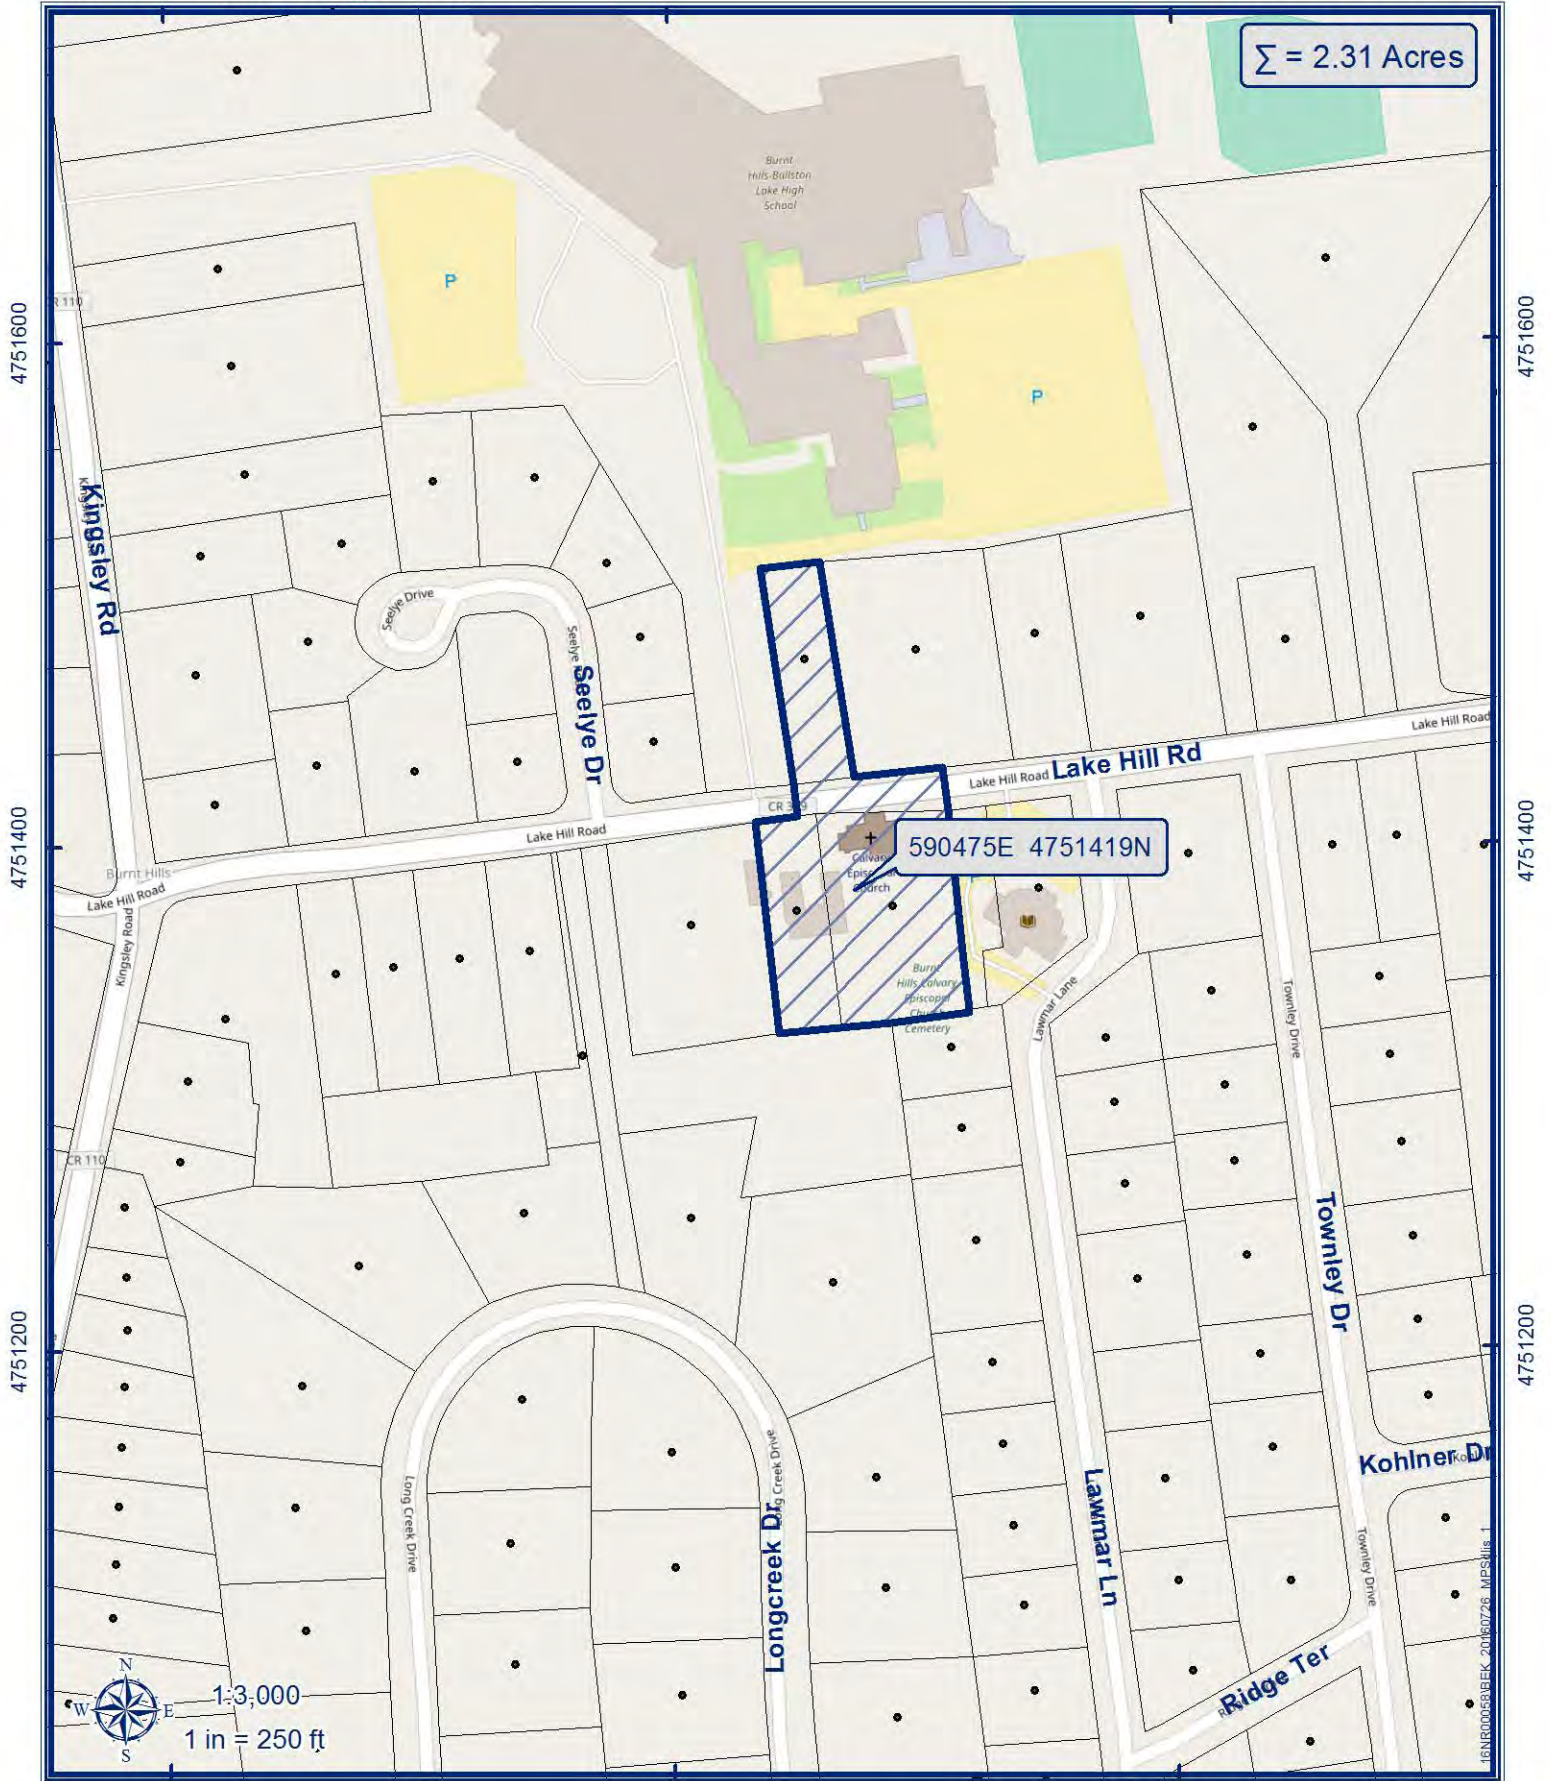 ∑ = 2.31 Acres
Burnt
Hills-Ballston
Lake High
School
P
P
R 110
4751600
4751600
Kingsley Rd
Seelye Drive
Seelye Dr
Lake Hill Road
Lake Hill Rd
Lake Hill Road
CR 339
Lake Hill Road
4751400
4751400
590475E 4751419N
Burnt Hills
Lake Hill Road
Kingsley Road
Church
Burnt
Hills Calvary
Episcopal
Church
Cemetery
Lawmar Lane
Townley Drive
CR 110
Townley Dr
4751200
4751200
Long Creek Drive
Long Creek Drive
Longcreek Dr
Lawmar Ln
Kohlner Dr
Townley Drive
Ridge Ter
N
W E
S
1:3,000
1 in = 250 ft